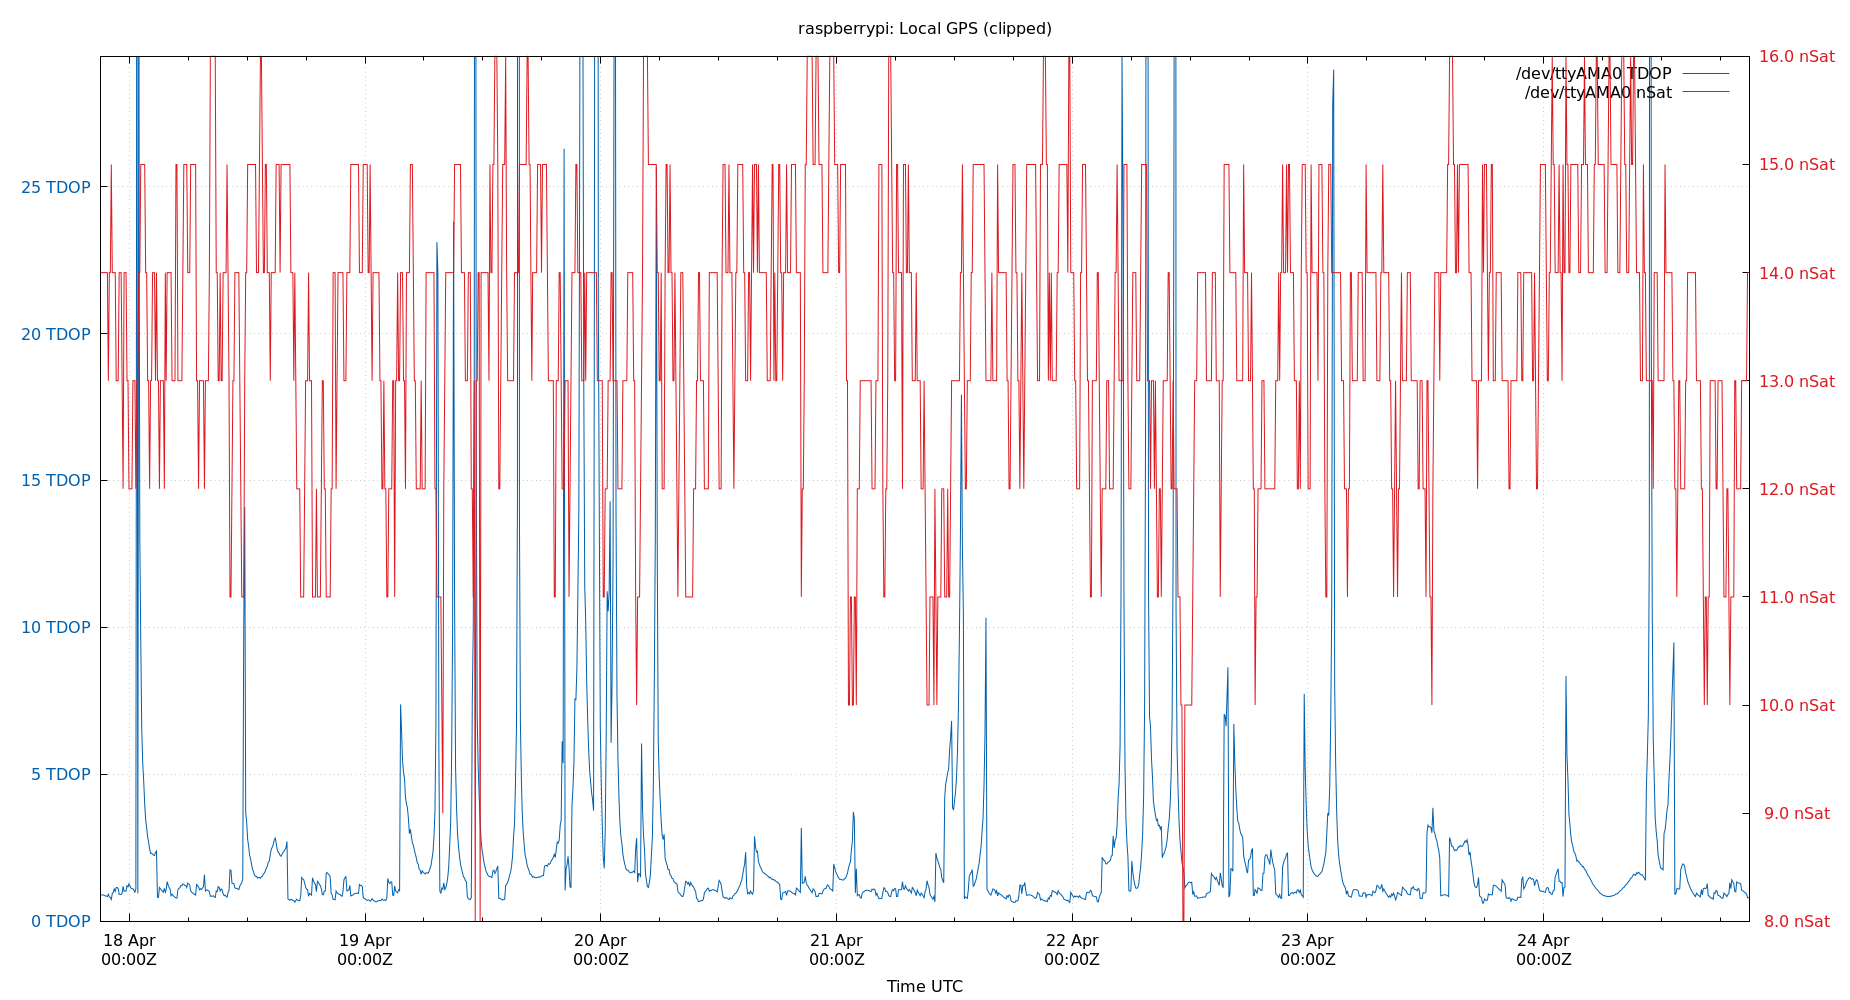 raspberrypi: Local GPS (clipped)
/dev/ttyAMA0 TDOP
/dev/ttyAMA0 nSat
25 TDOP
20 TDOP
15 TDOP
10 TDOP
5 TDOP
0 TDOP
16.0 nSat
15.0 nSat
14.0 nSat
13.0 nSat
12.0 nSat
11.0 nSat
10.0 nSat
9.0 nSat
8.0 nSat
18 Apr
00:00Z
19 Apr
00:00Z
20 Apr
00:00Z
21 Apr
00:00Z
22 Apr
00:00Z
23 Apr
00:00Z
24 Apr
00:00Z
Time UTC